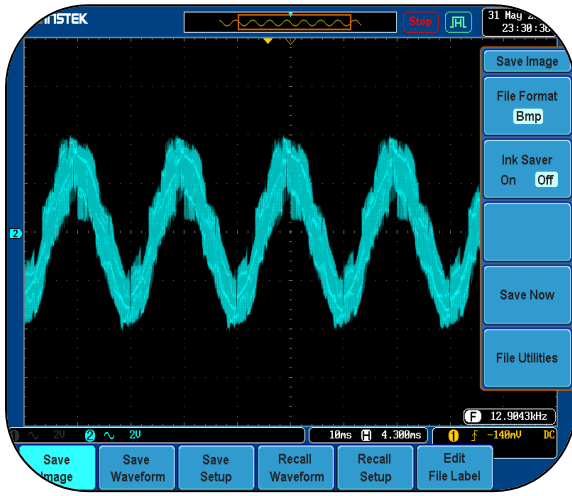 INSTEK
Stop
31 May 2
23:30:38
Save Image
File Format
Bmp
Ink Saver
On Off
Save Now
File Utilities
2
F 12.9043kHz
2V
2 2V
10ms H 4.300ms
1 -140mV DC
Save
Image
Save
Waveform
Save
Setup
Recall
Waveform
Recall
Setup
Edit
File Label